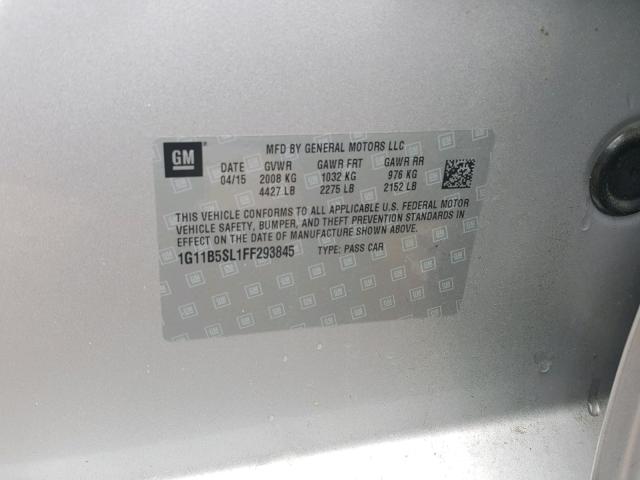 GM
MFD BY GENERAL MOTORS LLC
DATE GVWR GAWR FRT GAWR RR
04/15 2008 KG 1032 KG 976 KG
4427 LB 2275 LB 2152 LB
THIS VEHICLE CONFORMS TO ALL APPLICABLE U.S. FEDERAL MOTOR
VEHICLE SAFETY, BUMPER, AND THEFT PREVENTION STANDARDS IN
EFFECT ON THE DATE OF MANUFACTURE SHOWN ABOVE.
1G11B5SL1FF293845 TYPE: PASS CAR